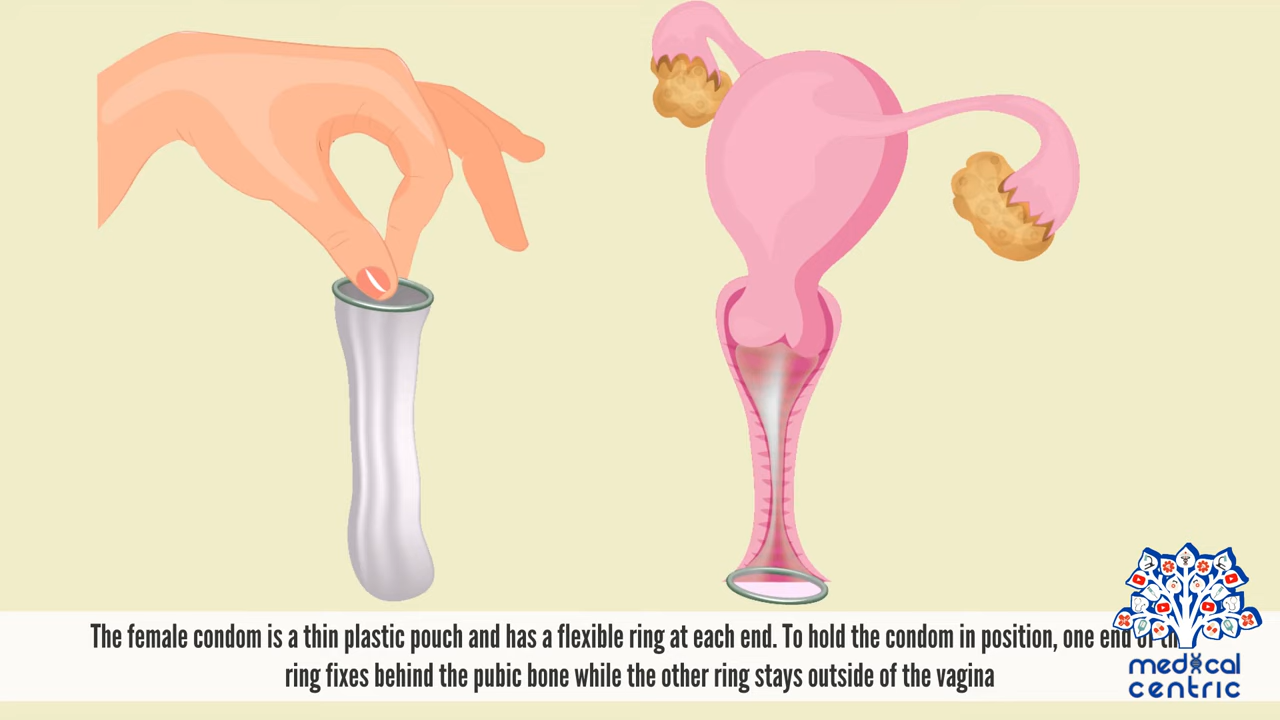 The female condom is a thin plastic pouch and has a flexible ring at each end. To hold the condom in position, one end of
ring fixes behind the pubic bone while the other ring stays outside of the vagina
medical
centric